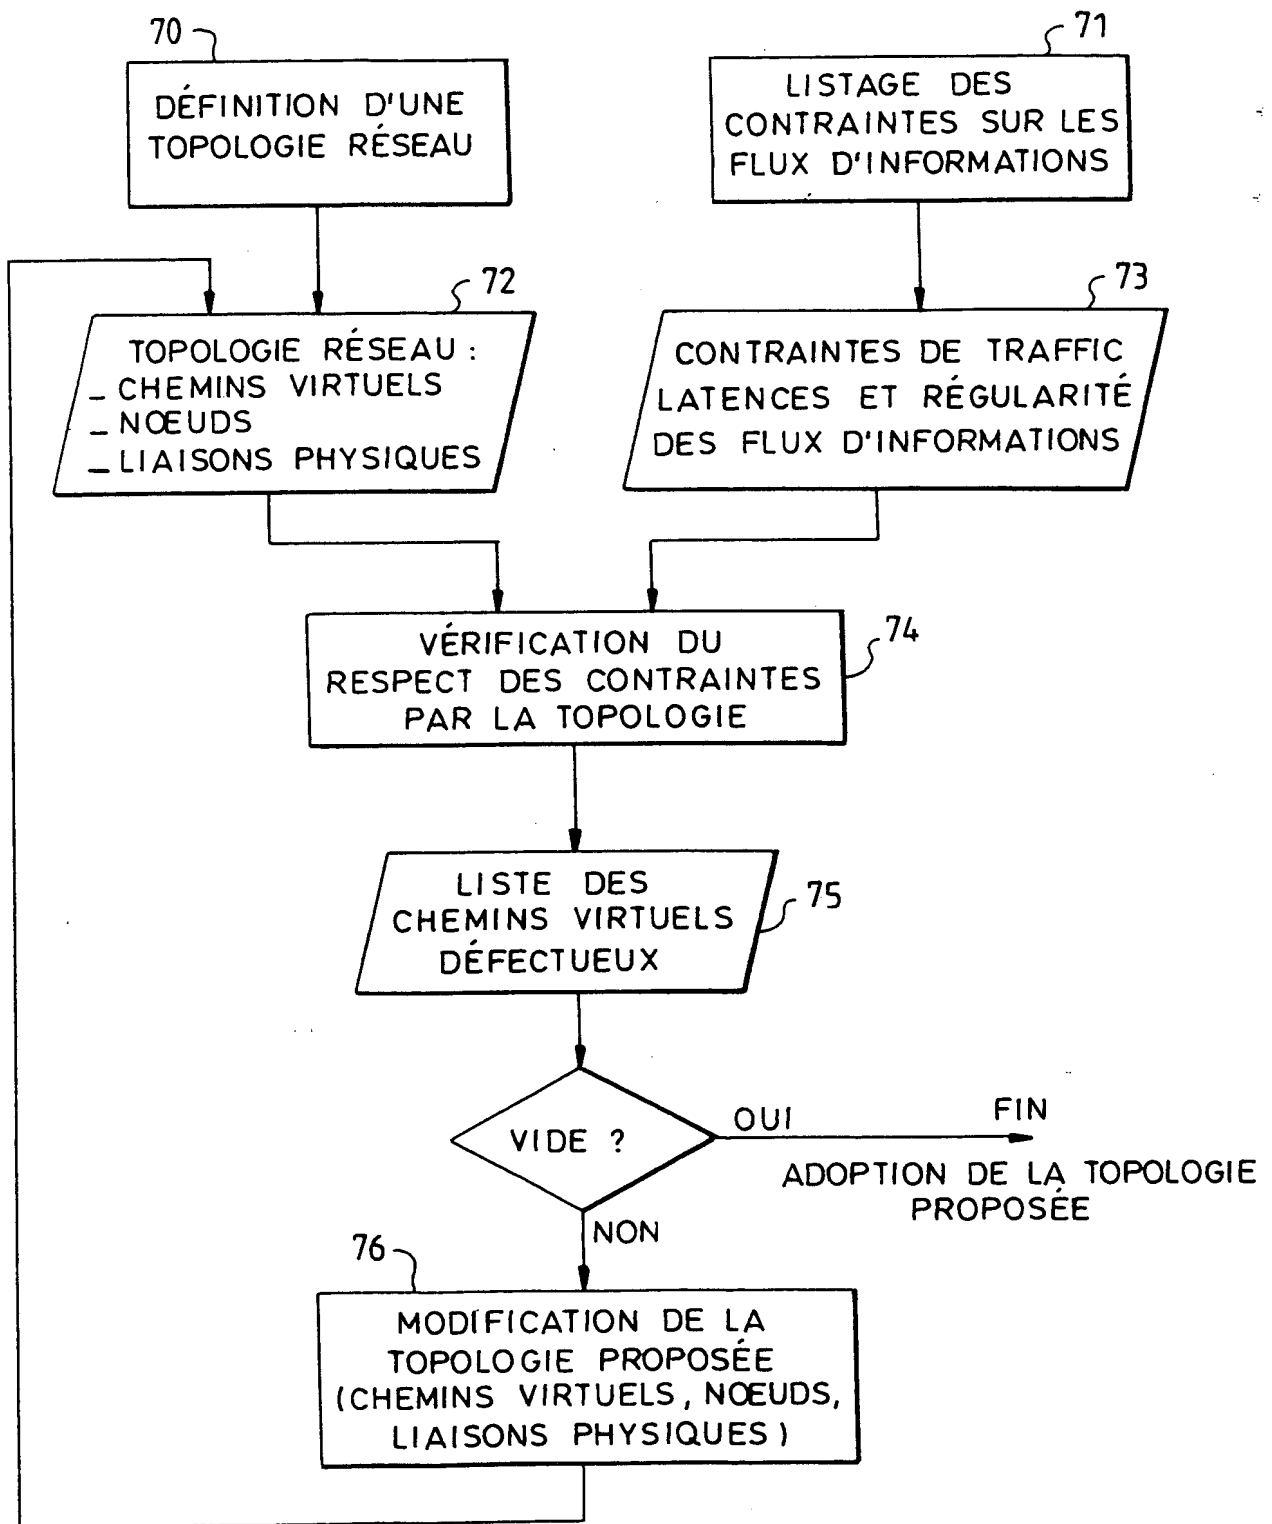 70
DÉFINITION D'UNE
TOPOLOGIE RÉSEAU
71
LISTAGE DES
CONTRAINTES SUR LES
FLUX D'INFORMATIONS
72
TOPOLOGIE RÉSEAU :
– CHEMINS VIRTUELS
– NŒUDS
– LIAISONS PHYSIQUES
73
CONTRAINTES DE TRAFFIC
LATENCES ET RÉGULARITÉ
DES FLUX D'INFORMATIONS
VÉRIFICATION DU
RESPECT DES CONTRAINTES
PAR LA TOPOLOGIE
74
LISTE DES
CHEMINS VIRTUELS
DÉFECTUEUX
75
VIDE ?
OUI
FIN
ADOPTION DE LA TOPOLOGIE
PROPOSÉE
NON
76
MODIFICATION DE LA
TOPOLOGIE PROPOSÉE
(CHEMINS VIRTUELS, NŒUDS,
LIAISONS PHYSIQUES)